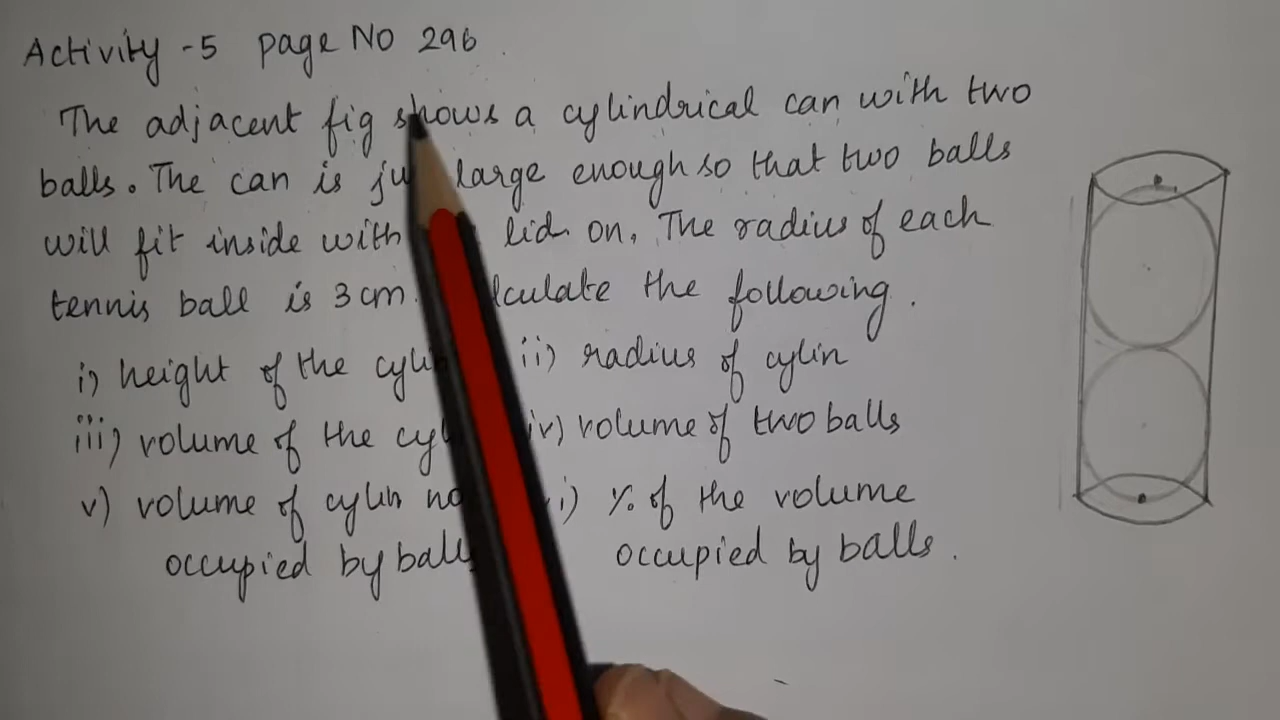 Activity -5 page No 296
The adjacent fig shows a cylindrical can with two
balls. The can is large enough so that two balls
will fit inside with lid on. The radius of each
tennis ball is 3 cm. the following.
i) height of the ii) radius of cylin
iii) volume of the iv) volume of two balls
v) volume of cylin % of the volume
occupied by balls occupied by balls.